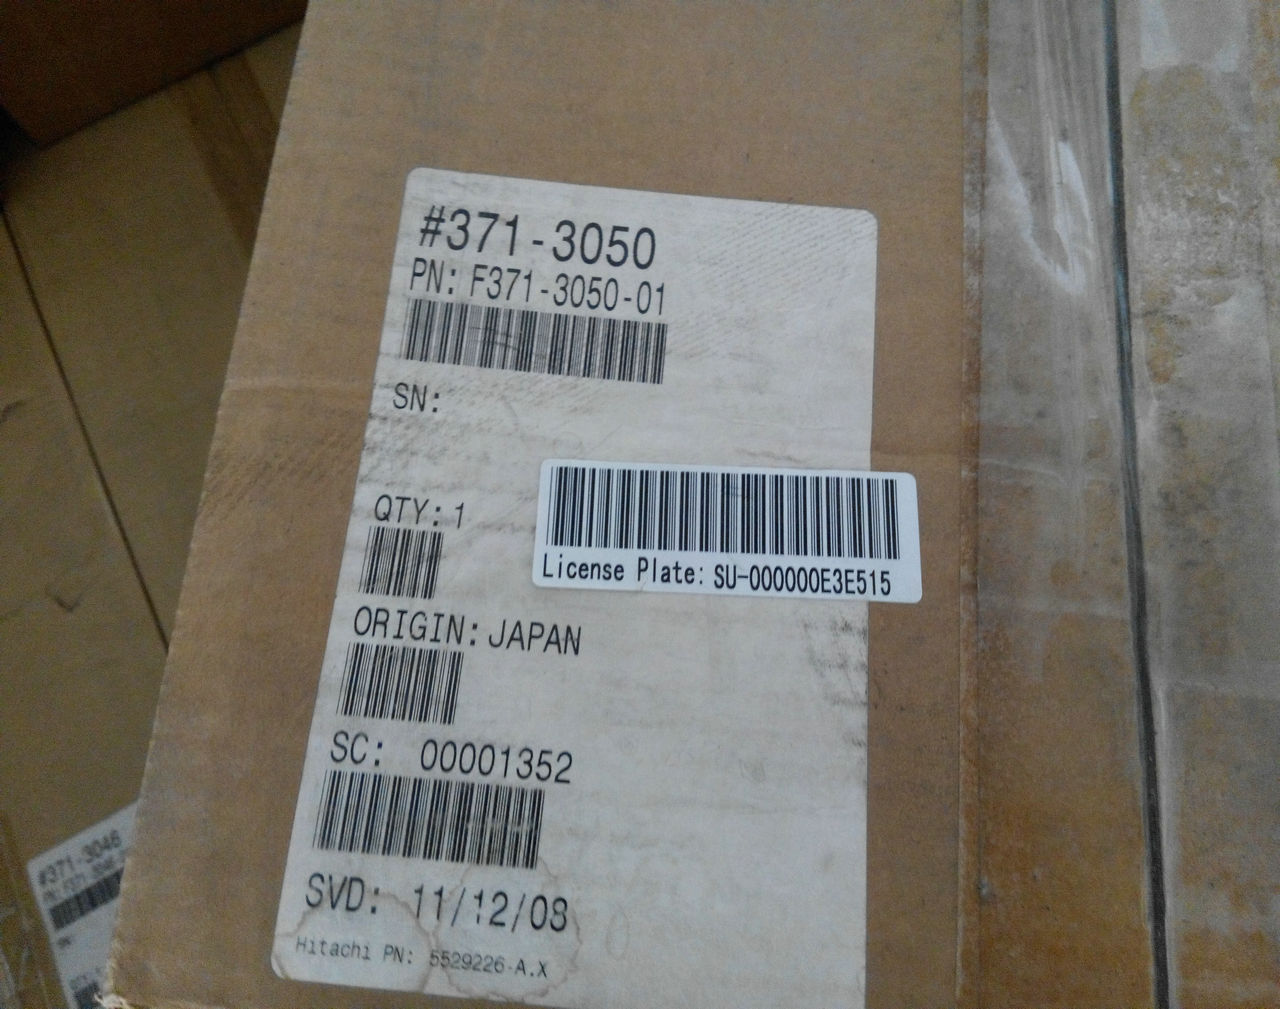 #371-3050
PN: F371-3050-01
SN:
QTY: 1
License Plate: SU-000000E3E515
ORIGIN: JAPAN
SC: 00001352
SVD: 11/12/08
Hitachi PN: 5529226-A.X
#371-3046